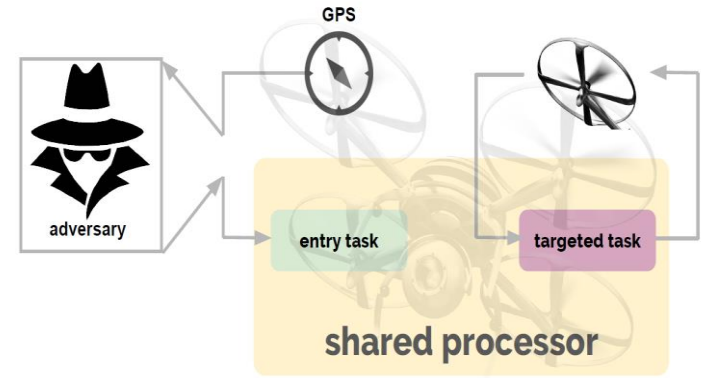 GPS
adversary
entry task
targeted task
shared processor